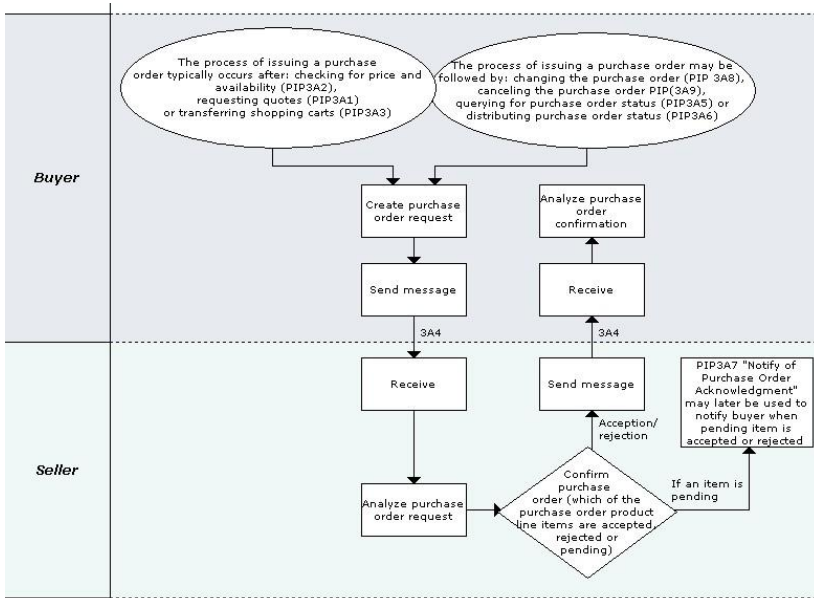 The process of issuing a purchase
order typically occurs after: checking for price and
availability (PIP3A2),
requesting quotes (PIP3A1)
or transferring shopping carts (PIP3A3)
The process of issuing a purchase order may be
followed by: changing the purchase order (PIP 3A8),
canceling the purchase order PIP(3A9),
querying for purchase order status (PIP3A5) or
distributing purchase order status (PIP3A6)
Buyer
Create purchase
order request
Analyze purchase
order
confirmation
Send message
Receive
3A4
3A4
Receive
Send message
PIP3A7 "Notify of
Purchase Order
Acknowledgment"
may later be used to
notify buyer when
pending item is
accepted or rejected
Acception/
rejection
Seller
Analyze purchase
order request
Confirm
purchase
order (which of the
purchase order product
line items are accepted,
rejected or
pending)
If an item is
pending